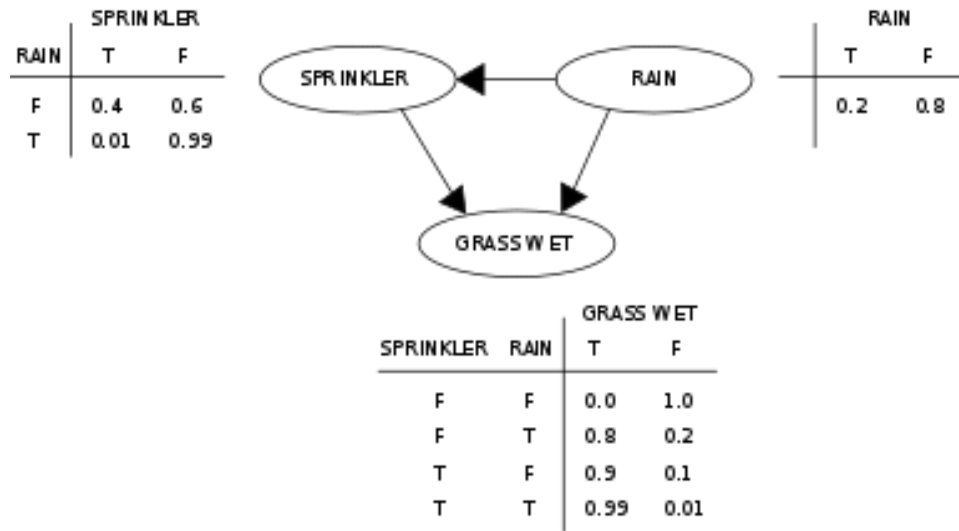 SPRINKLER
RAIN T F
F 0.4 0.6
T 0.01 0.99
SPRINKLER
RAIN
RAIN
T F
0.2 0.8
GRASS WET
GRASS WET
SPRINKLER RAIN T F
F F 0.0 1.0
F T 0.8 0.2
T F 0.9 0.1
T T 0.99 0.01